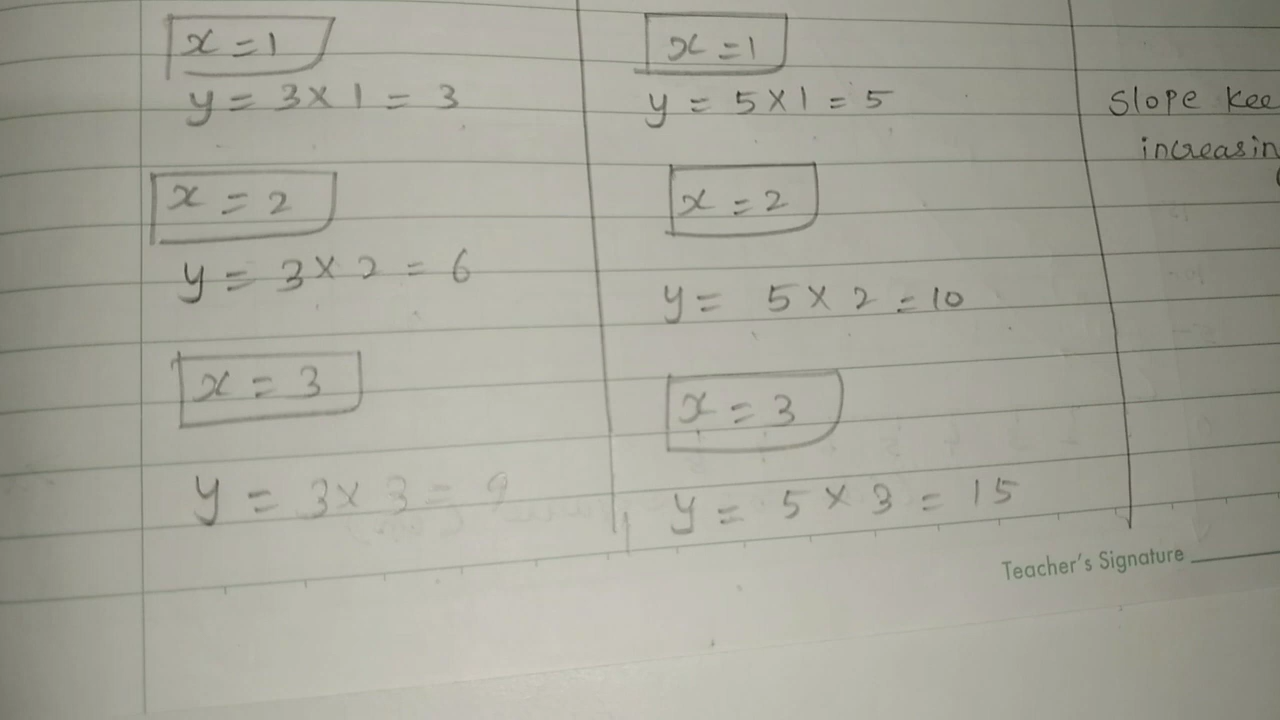 x = 1
y = 3 × 1 = 3
x = 2
y = 3 × 2 = 6
x = 3
y = 3 × 3 = 9
x = 1
y = 5 × 1 = 5
x = 2
y = 5 × 2 = 10
x = 3
y = 5 × 3 = 15
Slope
Teacher's Signature